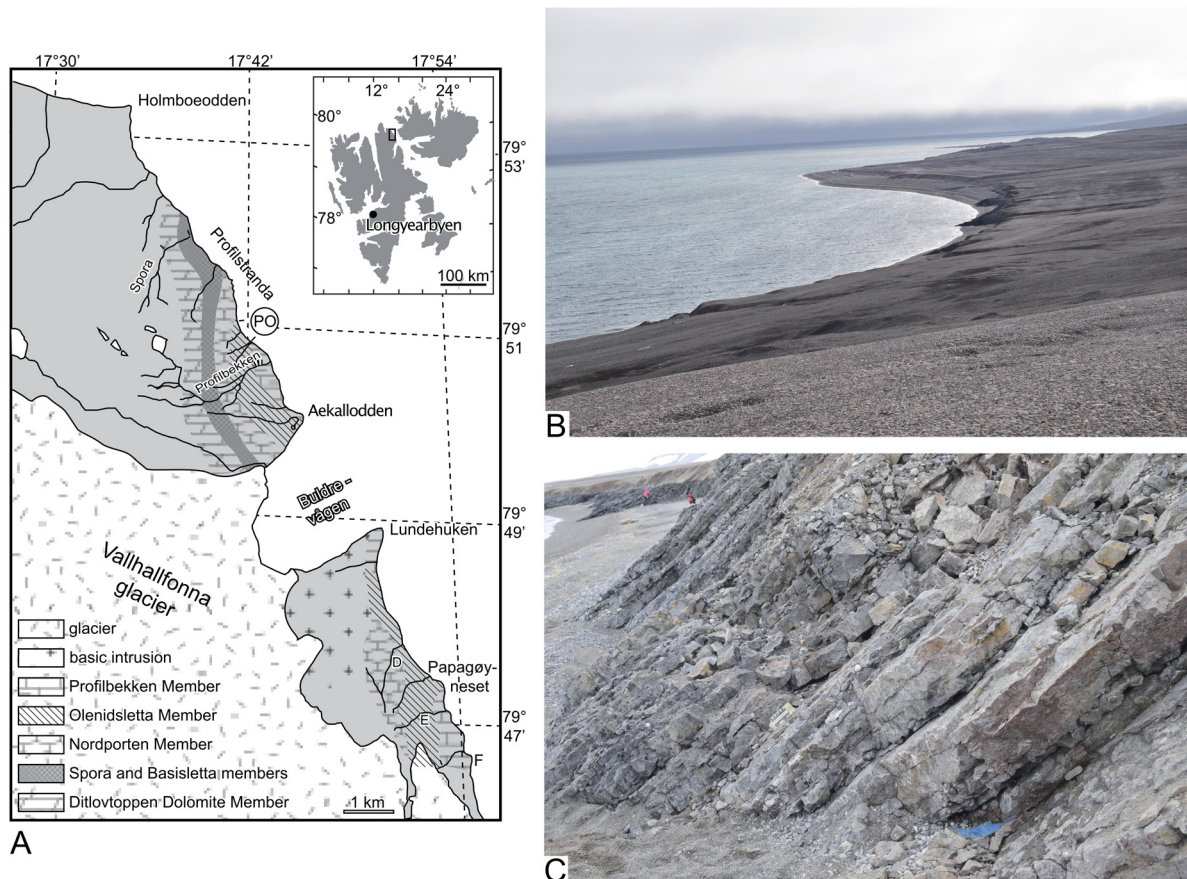 17°30'
17°42'
17°54'
Holmboeodden
12°
24°
80°
78°
Longyearbyen
100 km
79°
53'
Spora
Profilstranda
PO
79°
51'
Profilbekken
Aekallodden
Buldre-
vågen
79°
49'
Lundehuken
Vallhallfonna
glacier
D
Papagøy-
neset
E
79°
47'
F
glacier
basic intrusion
Profilbekken Member
Olenidsletta Member
Nordporten Member
Spora and Basisletta members
Ditlovtoppen Dolomite Member
1 km
A
B
C